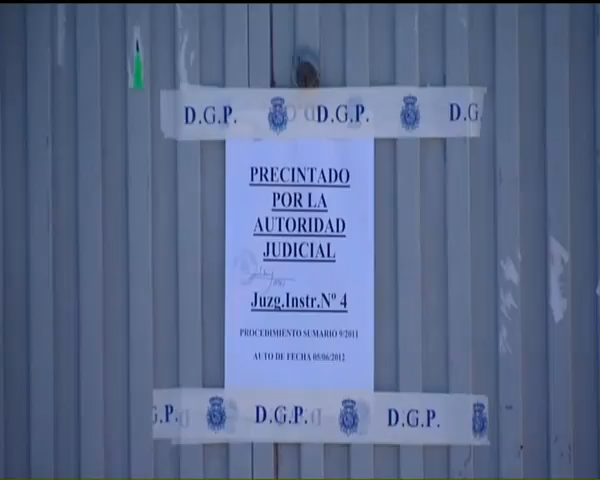 D.G.P. D.G.P. D.G.
PRECINTADO
POR LA
AUTORIDAD
JUDICIAL
Juzg.Instr.Nº 4
PROCEDIMIENTO SUMARIO 9/2011
AUTO DE FECHA 05/06/2012
G.P. D.G.P. D.G.P.